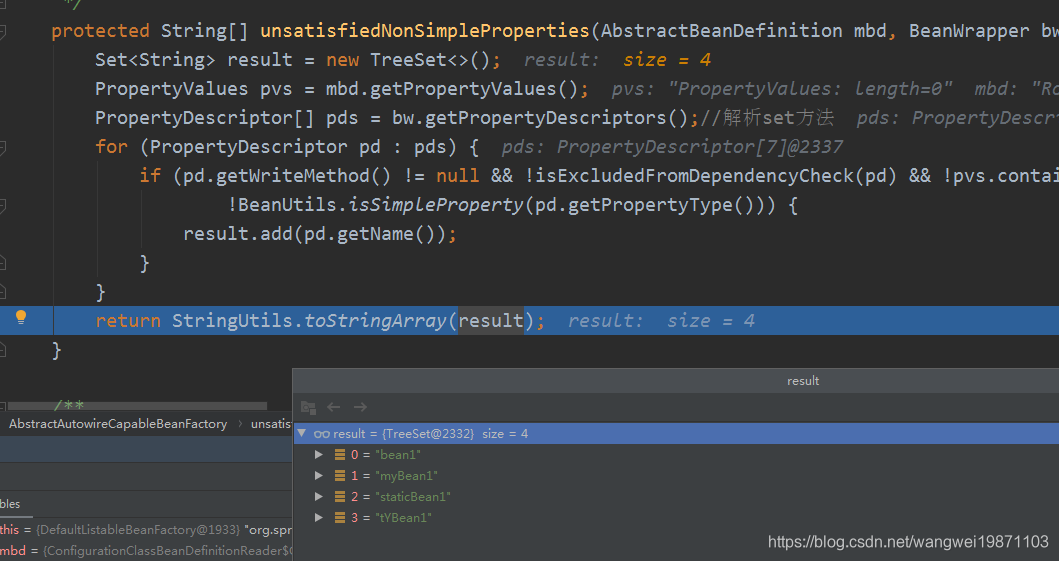 */
protected String[] unsatisfiedNonSimpleProperties(AbstractBeanDefinition mbd, BeanWrapper bw
Set<String> result = new TreeSet<>(); result: size = 4
PropertyValues pvs = mbd.getPropertyValues(); pvs: "PropertyValues: length=0" mbd: "Ro
PropertyDescriptor[] pds = bw.getPropertyDescriptors();//解析set方法 pds: PropertyDescri
for (PropertyDescriptor pd : pds) { pds: PropertyDescriptor[7]@2337
if (pd.getWriteMethod() != null && !isExcludedFromDependencyCheck(pd) && !pvs.contai
!BeanUtils.isSimpleProperty(pd.getPropertyType())) {
result.add(pd.getName());
}
}
return StringUtils.toStringArray(result); result: size = 4
}
/**
result
AbstractAutowireCapableBeanFactory › unsatis
result = {TreeSet@2332} size = 4
0 = "bean1"
1 = "myBean1"
2 = "staticBean1"
3 = "tYBean1"
bles
this = {DefaultListableBeanFactory@1933} "org.spr
mbd = {ConfigurationClassBeanDefinitionReader$C
https://blog.csdn.net/wangwei19871103